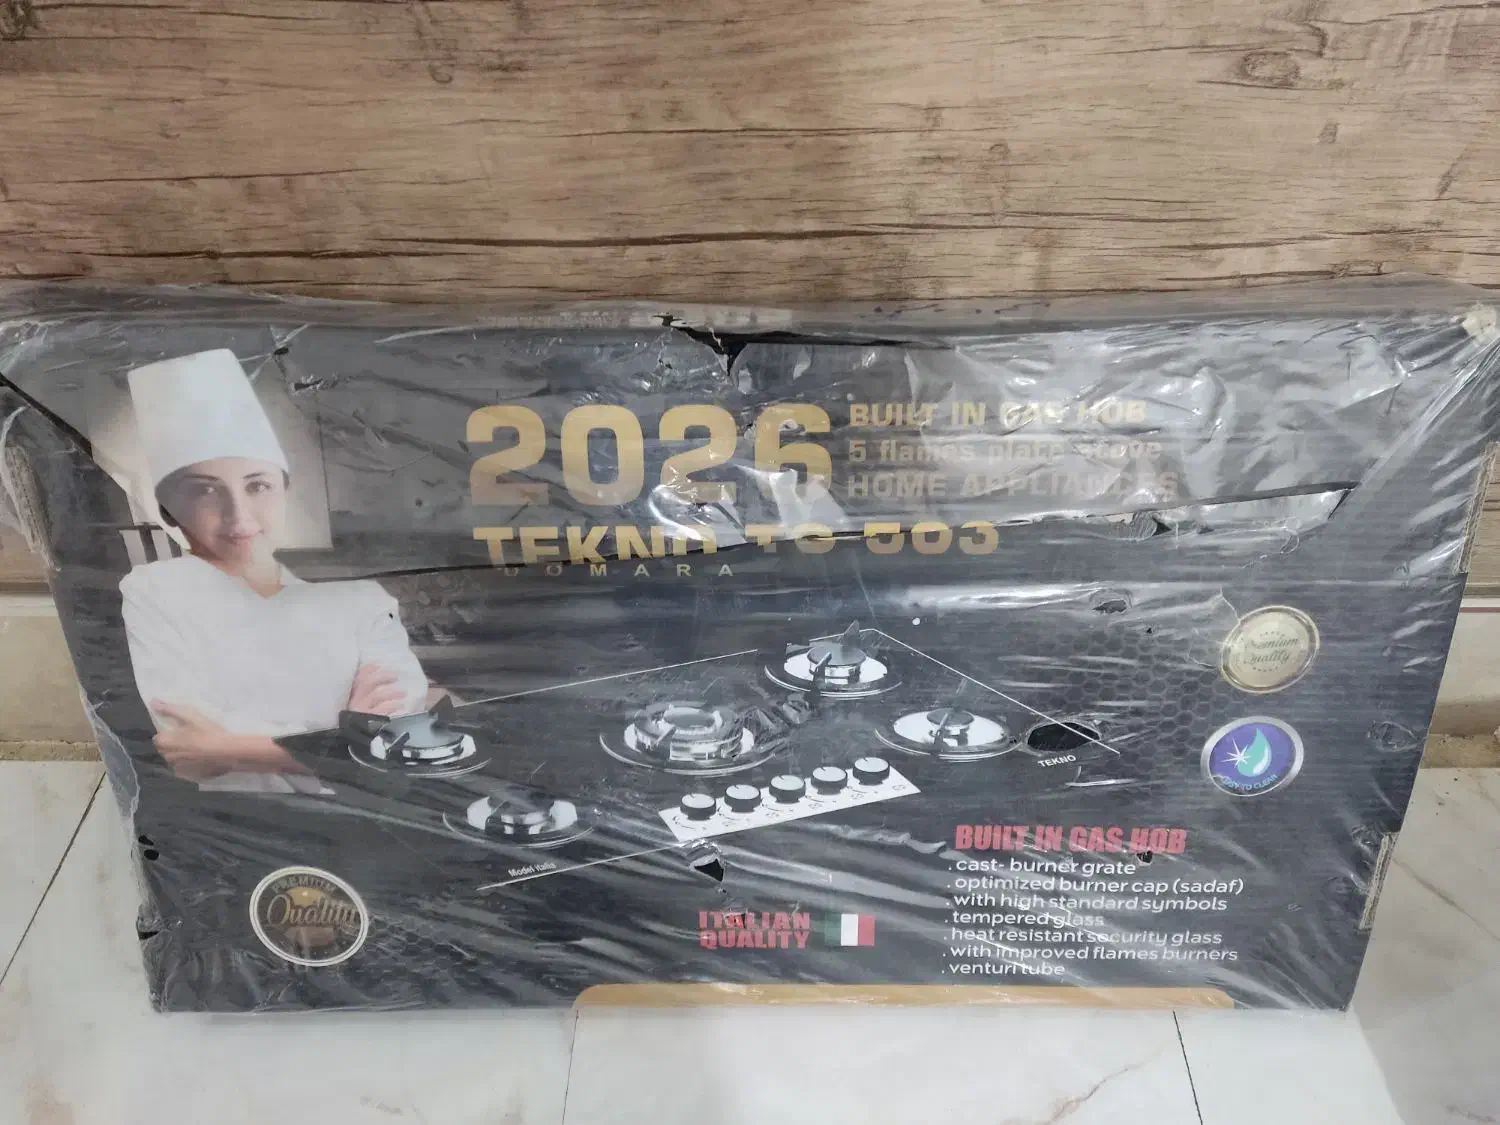 2026
BUILT IN GAS HOB
5 flames plate stove
HOME APPLIANCES
TEKNO TG 503
DOMARA
Premium
Quality
TEKNO
EASY TO CLEAN
Model Italia
BUILT IN GAS HOB
. cast- burner grate
. optimized burner cap (sadaf)
. with high standard symbols
. tempered glass
. heat resistant security glass
. with improved flames burners
. venturi tube
PREMIUM
Quality
ITALIAN
QUALITY